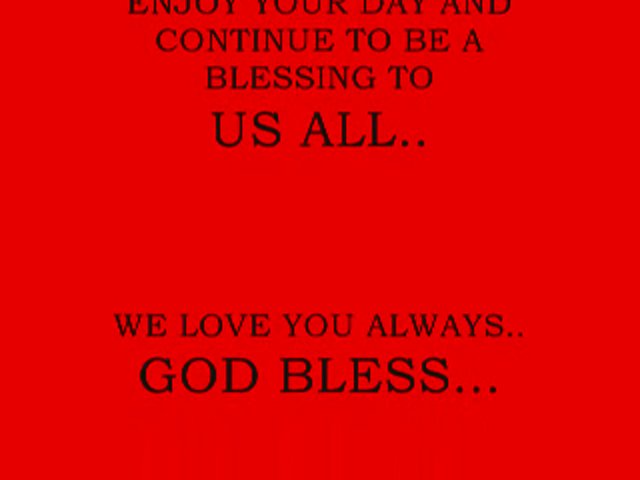 ENJOY YOUR DAY AND
CONTINUE TO BE A
BLESSING TO
US ALL..
WE LOVE YOU ALWAYS..
GOD BLESS...